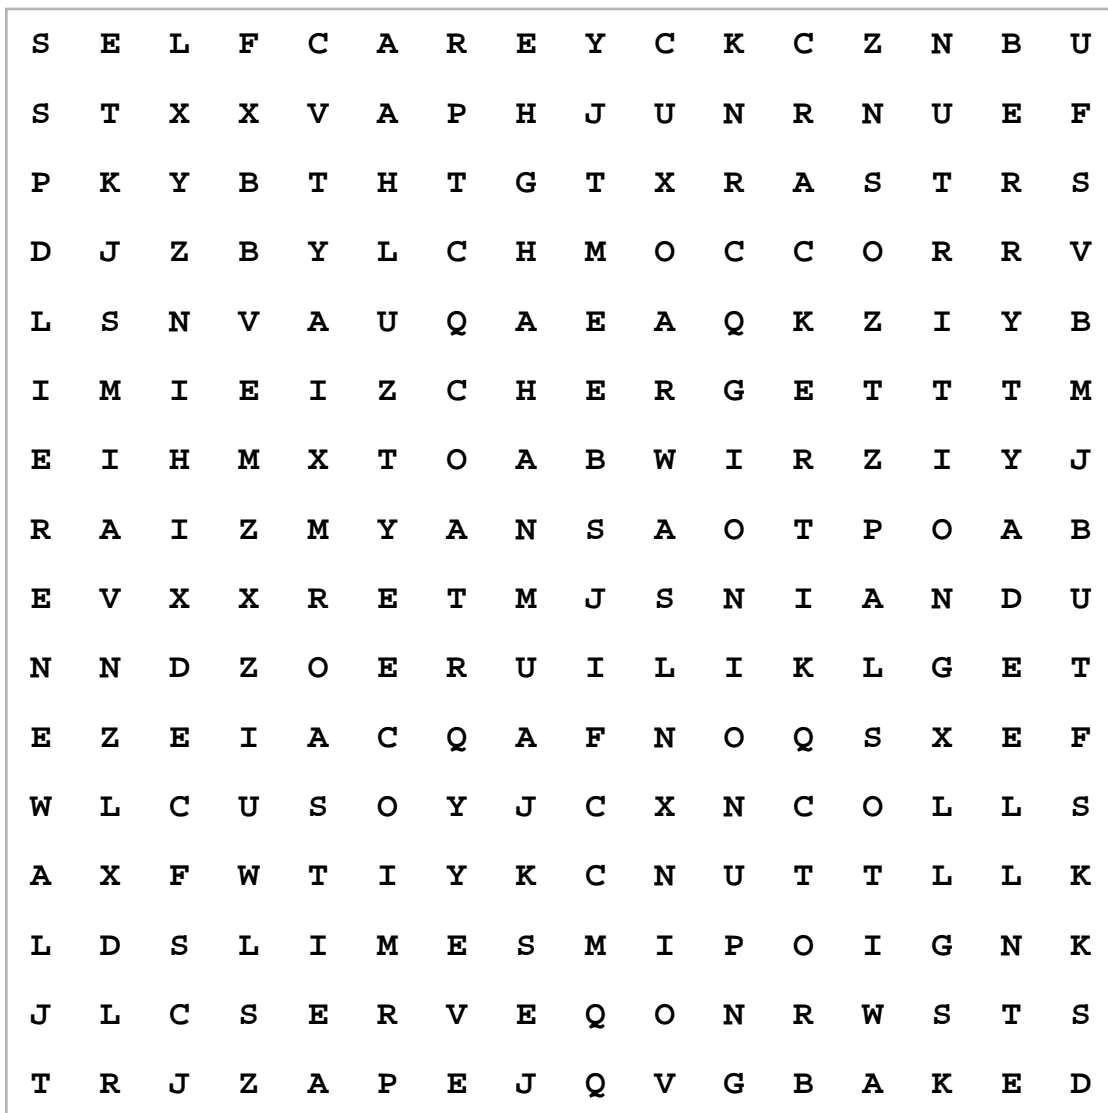 S E L F C A R E Y C K C Z N B U
S T X X V A P H J U N R N U E F
P K Y B T H T G T X R A S T R S
D J Z B Y L C H M O C C O R R V
L S N V A U Q A E A Q K Z I Y B
I M I E I Z C H E R G E T T T M
E I H M X T O A B W I R Z I Y J
R A I Z M Y A N S A O T P O A B
E V X X R E T M J S N I A N D U
N N D Z O E R U I L I K L G E T
E Z E I A C Q A F N O Q S X E F
W L C U S O Y J C X N C O L L S
A X F W T I Y K C N U T T L L K
L D S L I M E S M I P O I G N K
J L C S E R V E Q O N R W S T S
T R J Z A P E J Q V G B A K E D